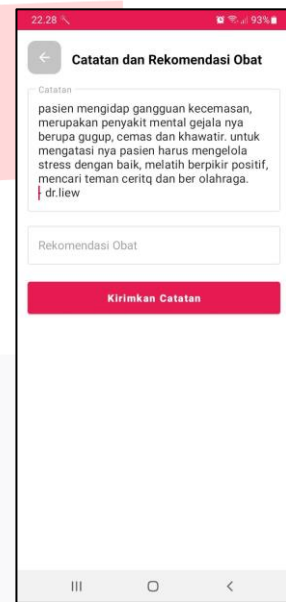 22.28
93%
Catatan dan Rekomendasi Obat
Catatan
pasien mengidap gangguan kecemasan,
merupakan penyakit mental gejala nya
berupa gugup, cemas dan khawatir. untuk
mengatasi nya pasien harus mengelola
stress dengan baik, melatih berpikir positif,
mencari teman ceritq dan ber olahraga.
- dr.liew
Rekomendasi Obat
Kirimkan Catatan